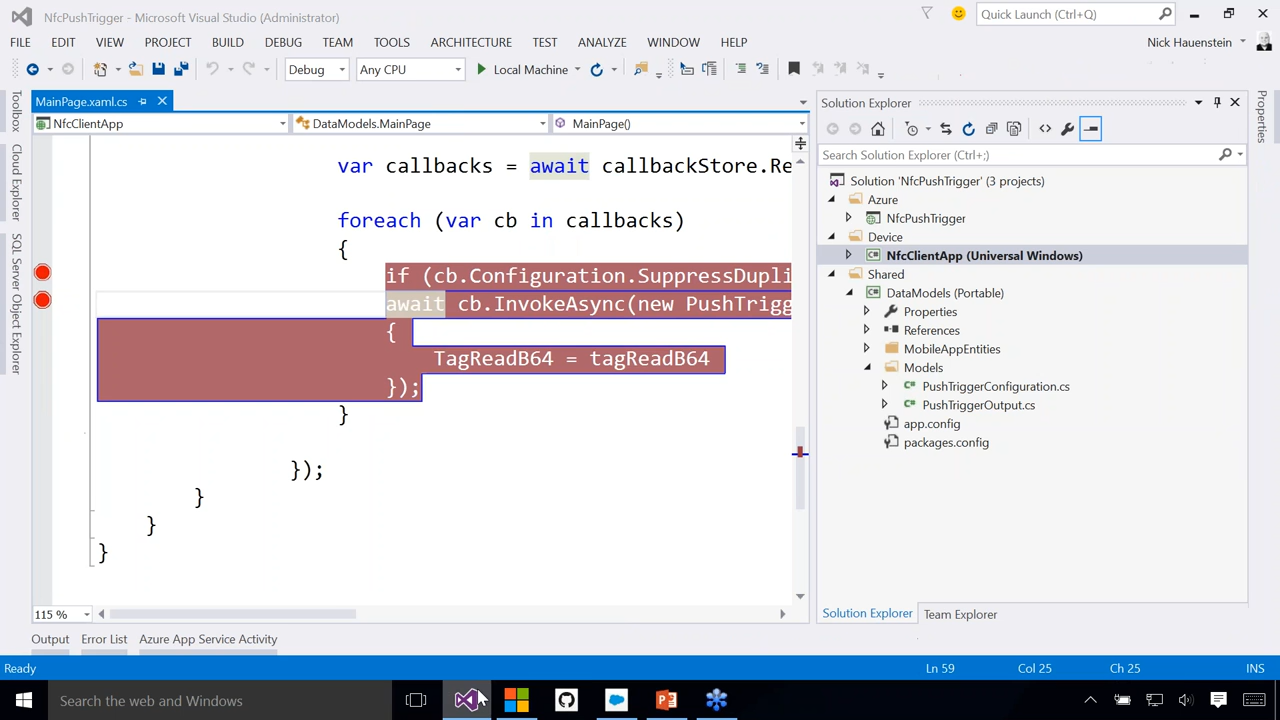 NfcPushTrigger - Microsoft Visual Studio (Administrator)
Quick Launch (Ctrl+Q)
FILE EDIT VIEW PROJECT BUILD DEBUG TEAM TOOLS ARCHITECTURE TEST ANALYZE WINDOW HELP
Nick Hauenstein
Debug Any CPU Local Machine
Toolbox
Cloud Explorer
SQL Server Object Explorer
MainPage.xaml.cs
NfcClientApp DataModels.MainPage MainPage()
var callbacks = await callbackStore.Re
foreach (var cb in callbacks)
{
if (cb.Configuration.SuppressDupli
await cb.InvokeAsync(new PushTrigg
{
TagReadB64 = tagReadB64
});
}
});
}
}
}
115 %
Solution Explorer
Search Solution Explorer (Ctrl+;)
Solution 'NfcPushTrigger' (3 projects)
Azure
NfcPushTrigger
Device
NfcClientApp (Universal Windows)
Shared
DataModels (Portable)
Properties
References
MobileAppEntities
Models
PushTriggerConfiguration.cs
PushTriggerOutput.cs
app.config
packages.config
Solution Explorer Team Explorer
Properties
Output Error List Azure App Service Activity
Ready Ln 59 Col 25 Ch 25 INS
Search the web and Windows